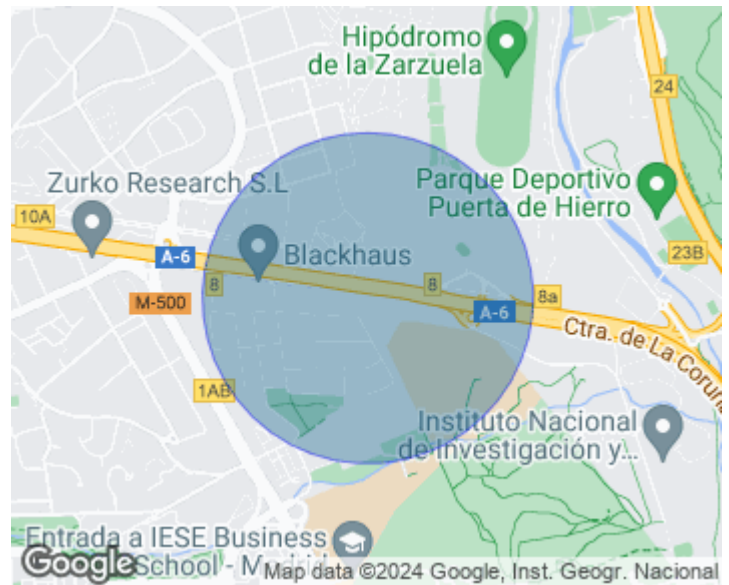 Hipódromo
de la Zarzuela
24
Zurko Research S.L
Parque Deportivo
Puerta de Hierro
10A
Blackhaus
23B
A-6
8
8
8a
M-500
A-6
Ctra. de La Coruña
1AB
Instituto Nacional
de Investigación y...
Entrada a IESE Business
School - Madrid
Google
Map data ©2024 Google, Inst. Geogr. Nacional